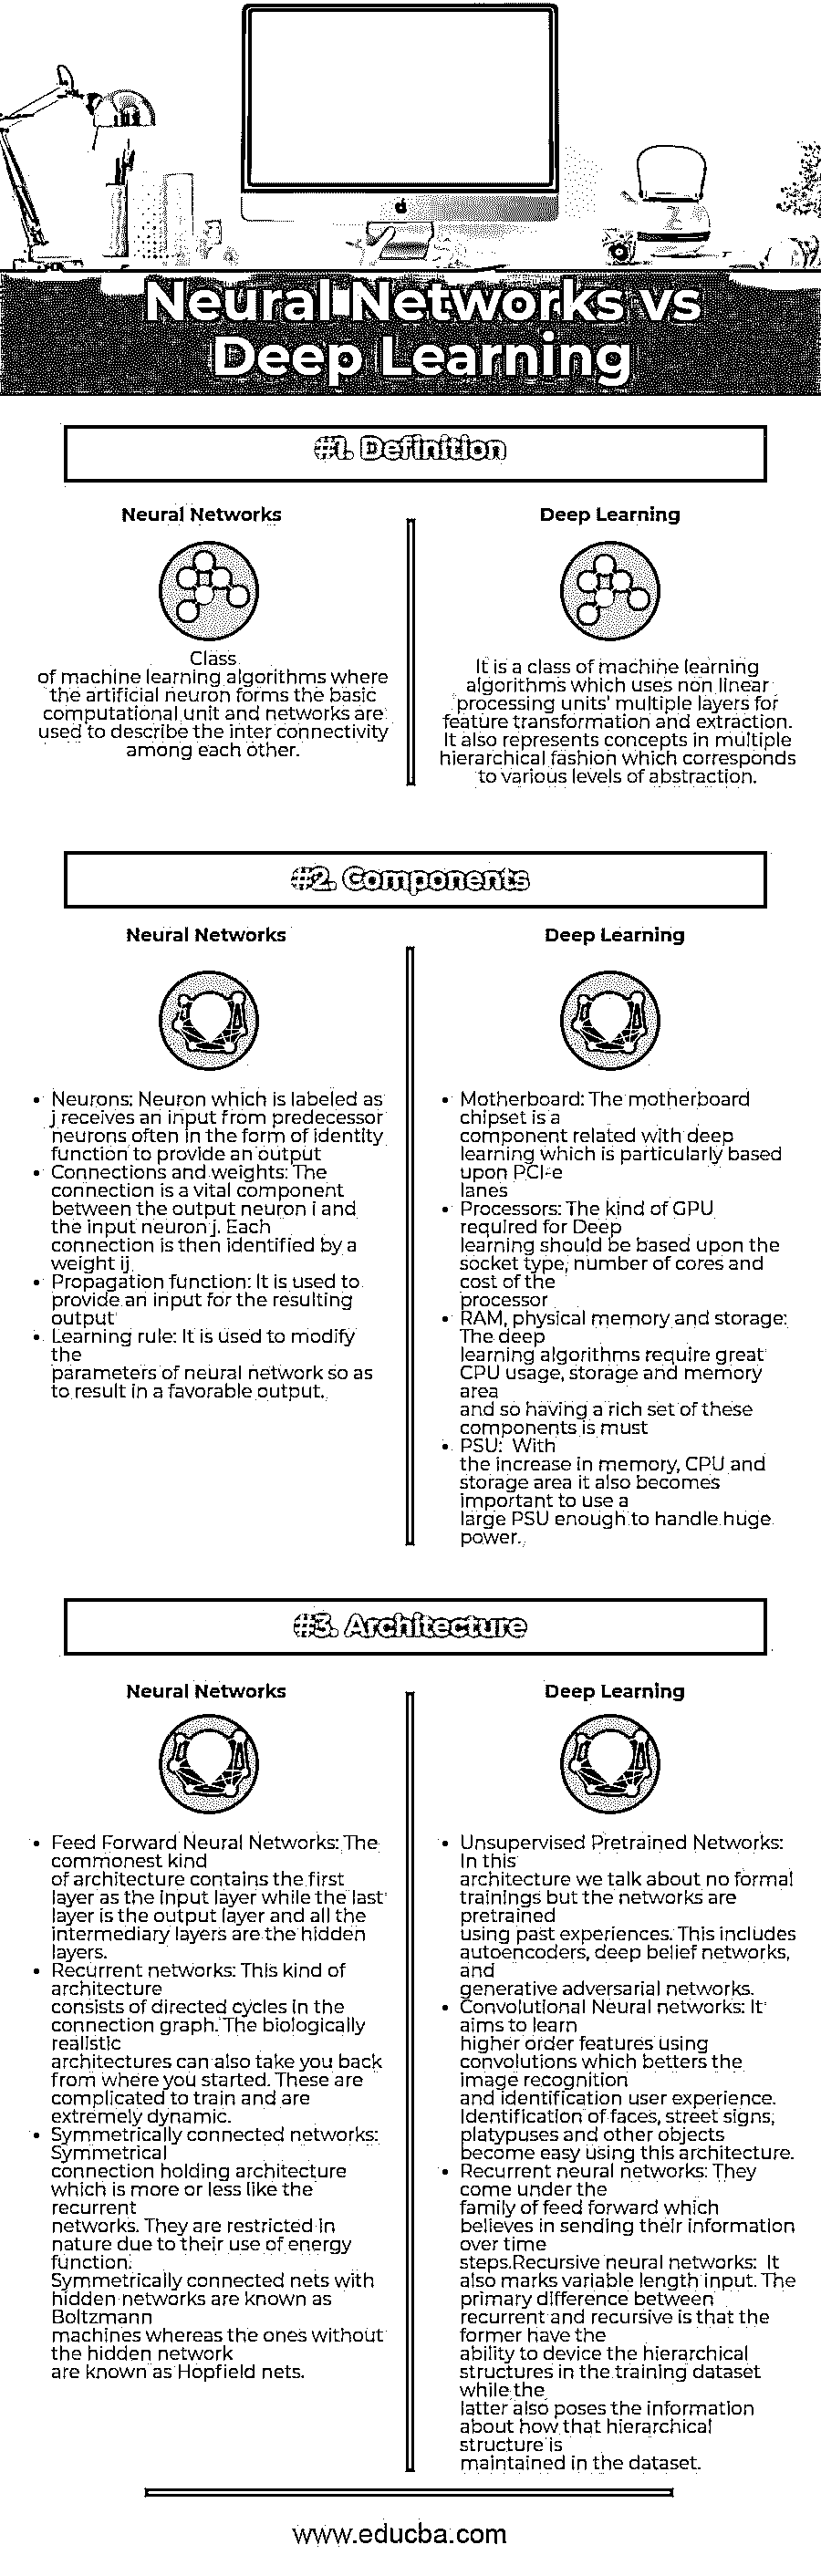 Neural Networks vs
Deep Learning
#1. Definition
Neural Networks
Class
of machine learning algorithms where
the artificial neuron forms the basic
computational unit and networks are
used to describe the inter connectivity
among each other.
Deep Learning
It is a class of machine learning
algorithms which uses non linear
processing units' multiple layers for
feature transformation and extraction.
It also represents concepts in multiple
hierarchical fashion which corresponds
to various levels of abstraction.
#2. Components
Neural Networks
• Neurons: Neuron which is labeled as
j receives an input from predecessor
neurons often in the form of identity
function to provide an output
• Connections and weights: The
connection is a vital component
between the output neuron i and
the input neuron j. Each
connection is then identified by a
weight ij
• Propagation function: It is used to
provide an input for the resulting
output
• Learning rule: It is used to modify
the
parameters of neural network so as
to result in a favorable output.
Deep Learning
• Motherboard: The motherboard
chipset is a
component related with deep
learning which is particularly based
upon PCI-e
lanes
• Processors: The kind of GPU
required for Deep
learning should be based upon the
socket type, number of cores and
cost of the
processor
• RAM, physical memory and storage:
The deep
learning algorithms require great
CPU usage, storage and memory
area
and so having a rich set of these
components is must
• PSU: With
the increase in memory, CPU and
storage area it also becomes
important to use a
large PSU enough to handle huge
power.
#3. Architecture
Neural Networks
• Feed Forward Neural Networks: The
commonest kind
of architecture contains the first
layer as the input layer while the last
layer is the output layer and all the
intermediary layers are the hidden
layers.
• Recurrent networks: This kind of
architecture
consists of directed cycles in the
connection graph. The biologically
realistic
architectures can also take you back
from where you started. These are
complicated to train and are
extremely dynamic.
• Symmetrically connected networks:
Symmetrical
connection holding architecture
which is more or less like the
recurrent
networks. They are restricted in
nature due to their use of energy
function.
Symmetrically connected nets with
hidden networks are known as
Boltzmann
machines whereas the ones without
the hidden network
are known as Hopfield nets.
Deep Learning
• Unsupervised Pretrained Networks:
In this
architecture we talk about no formal
trainings but the networks are
pretrained
using past experiences. This includes
autoencoders, deep belief networks,
and
generative adversarial networks.
• Convolutional Neural networks: It
aims to learn
higher order features using
convolutions which betters the
image recognition
and identification user experience.
Identification of faces, street signs,
platypuses and other objects
become easy using this architecture.
• Recurrent neural networks: They
come under the
family of feed forward which
believes in sending their information
over time
steps.Recursive neural networks: It
also marks variable length input. The
primary difference between
recurrent and recursive is that the
former have the
ability to device the hierarchical
structures in the training dataset
while the
latter also poses the information
about how that hierarchical
structure is
maintained in the dataset.
www.educba.com